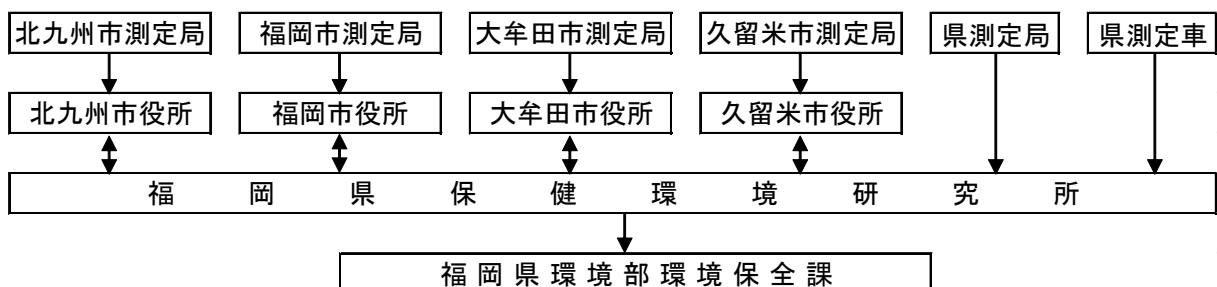 北九州市測定局 福岡市測定局 大牟田市測定局 久留米市測定局 県測定局 県測定車
北九州市役所 福岡市役所 大牟田市役所 久留米市役所
福岡県保健環境研究所
福岡県環境部環境保全課